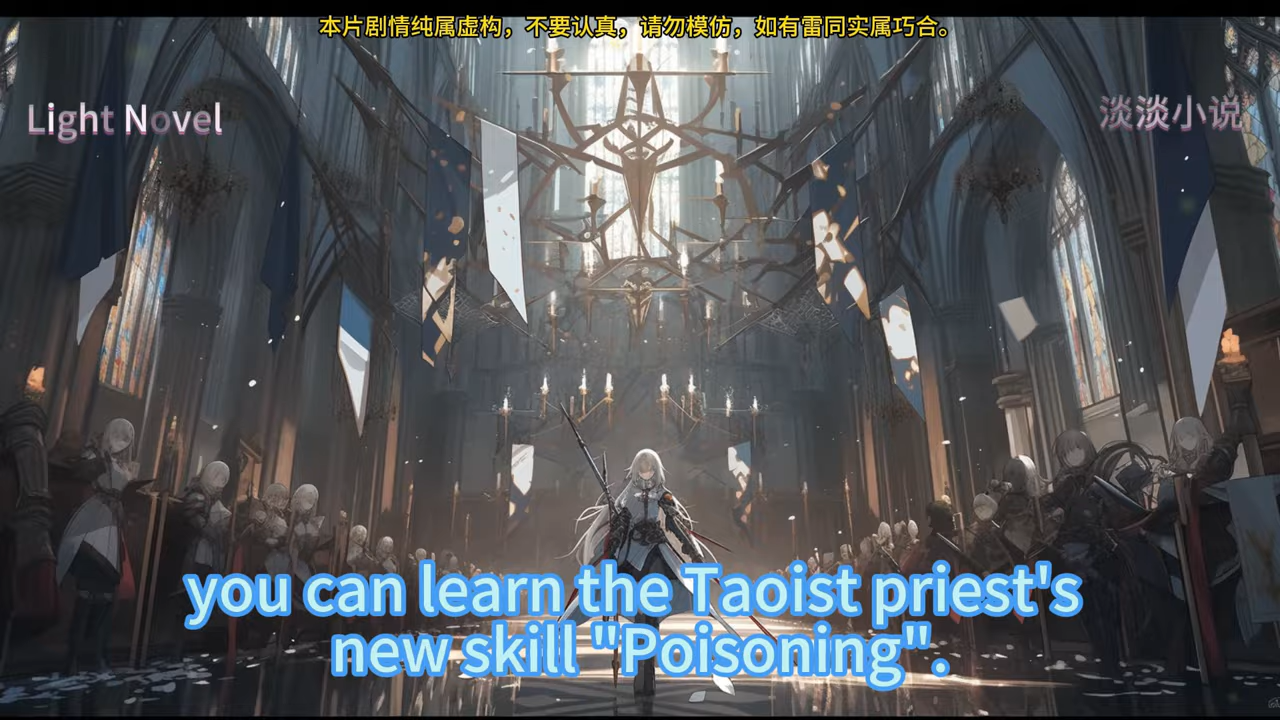 本片剧情纯属虚构，不要认真，请勿模仿，如有雷同实属巧合。
Light Novel
淡淡小说
you can learn the Taoist priest's
new skill "Poisoning".